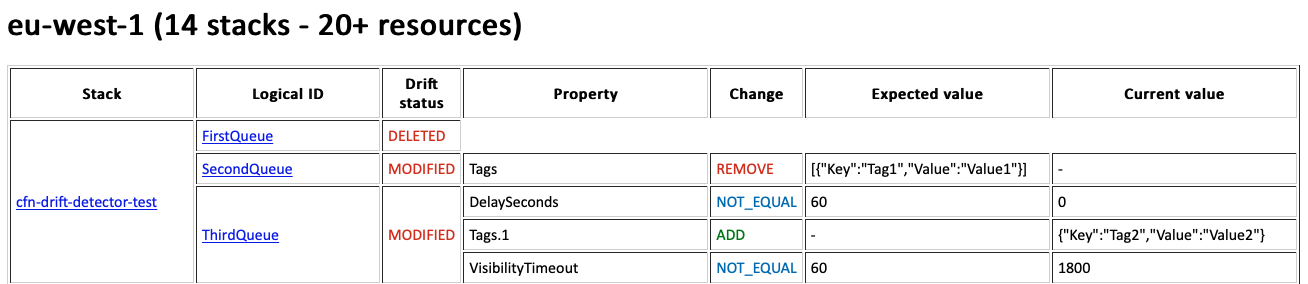 eu-west-1 (14 stacks - 20+ resources)
Stack Logical ID Drift status Property Change Expected value Current value
cfn-drift-detector-test
FirstQueue DELETED
SecondQueue MODIFIED Tags REMOVE [{"Key":"Tag1","Value":"Value1"}] -
ThirdQueue MODIFIED
DelaySeconds NOT_EQUAL 60 0
Tags.1 ADD - {"Key":"Tag2","Value":"Value2"}
VisibilityTimeout NOT_EQUAL 60 1800